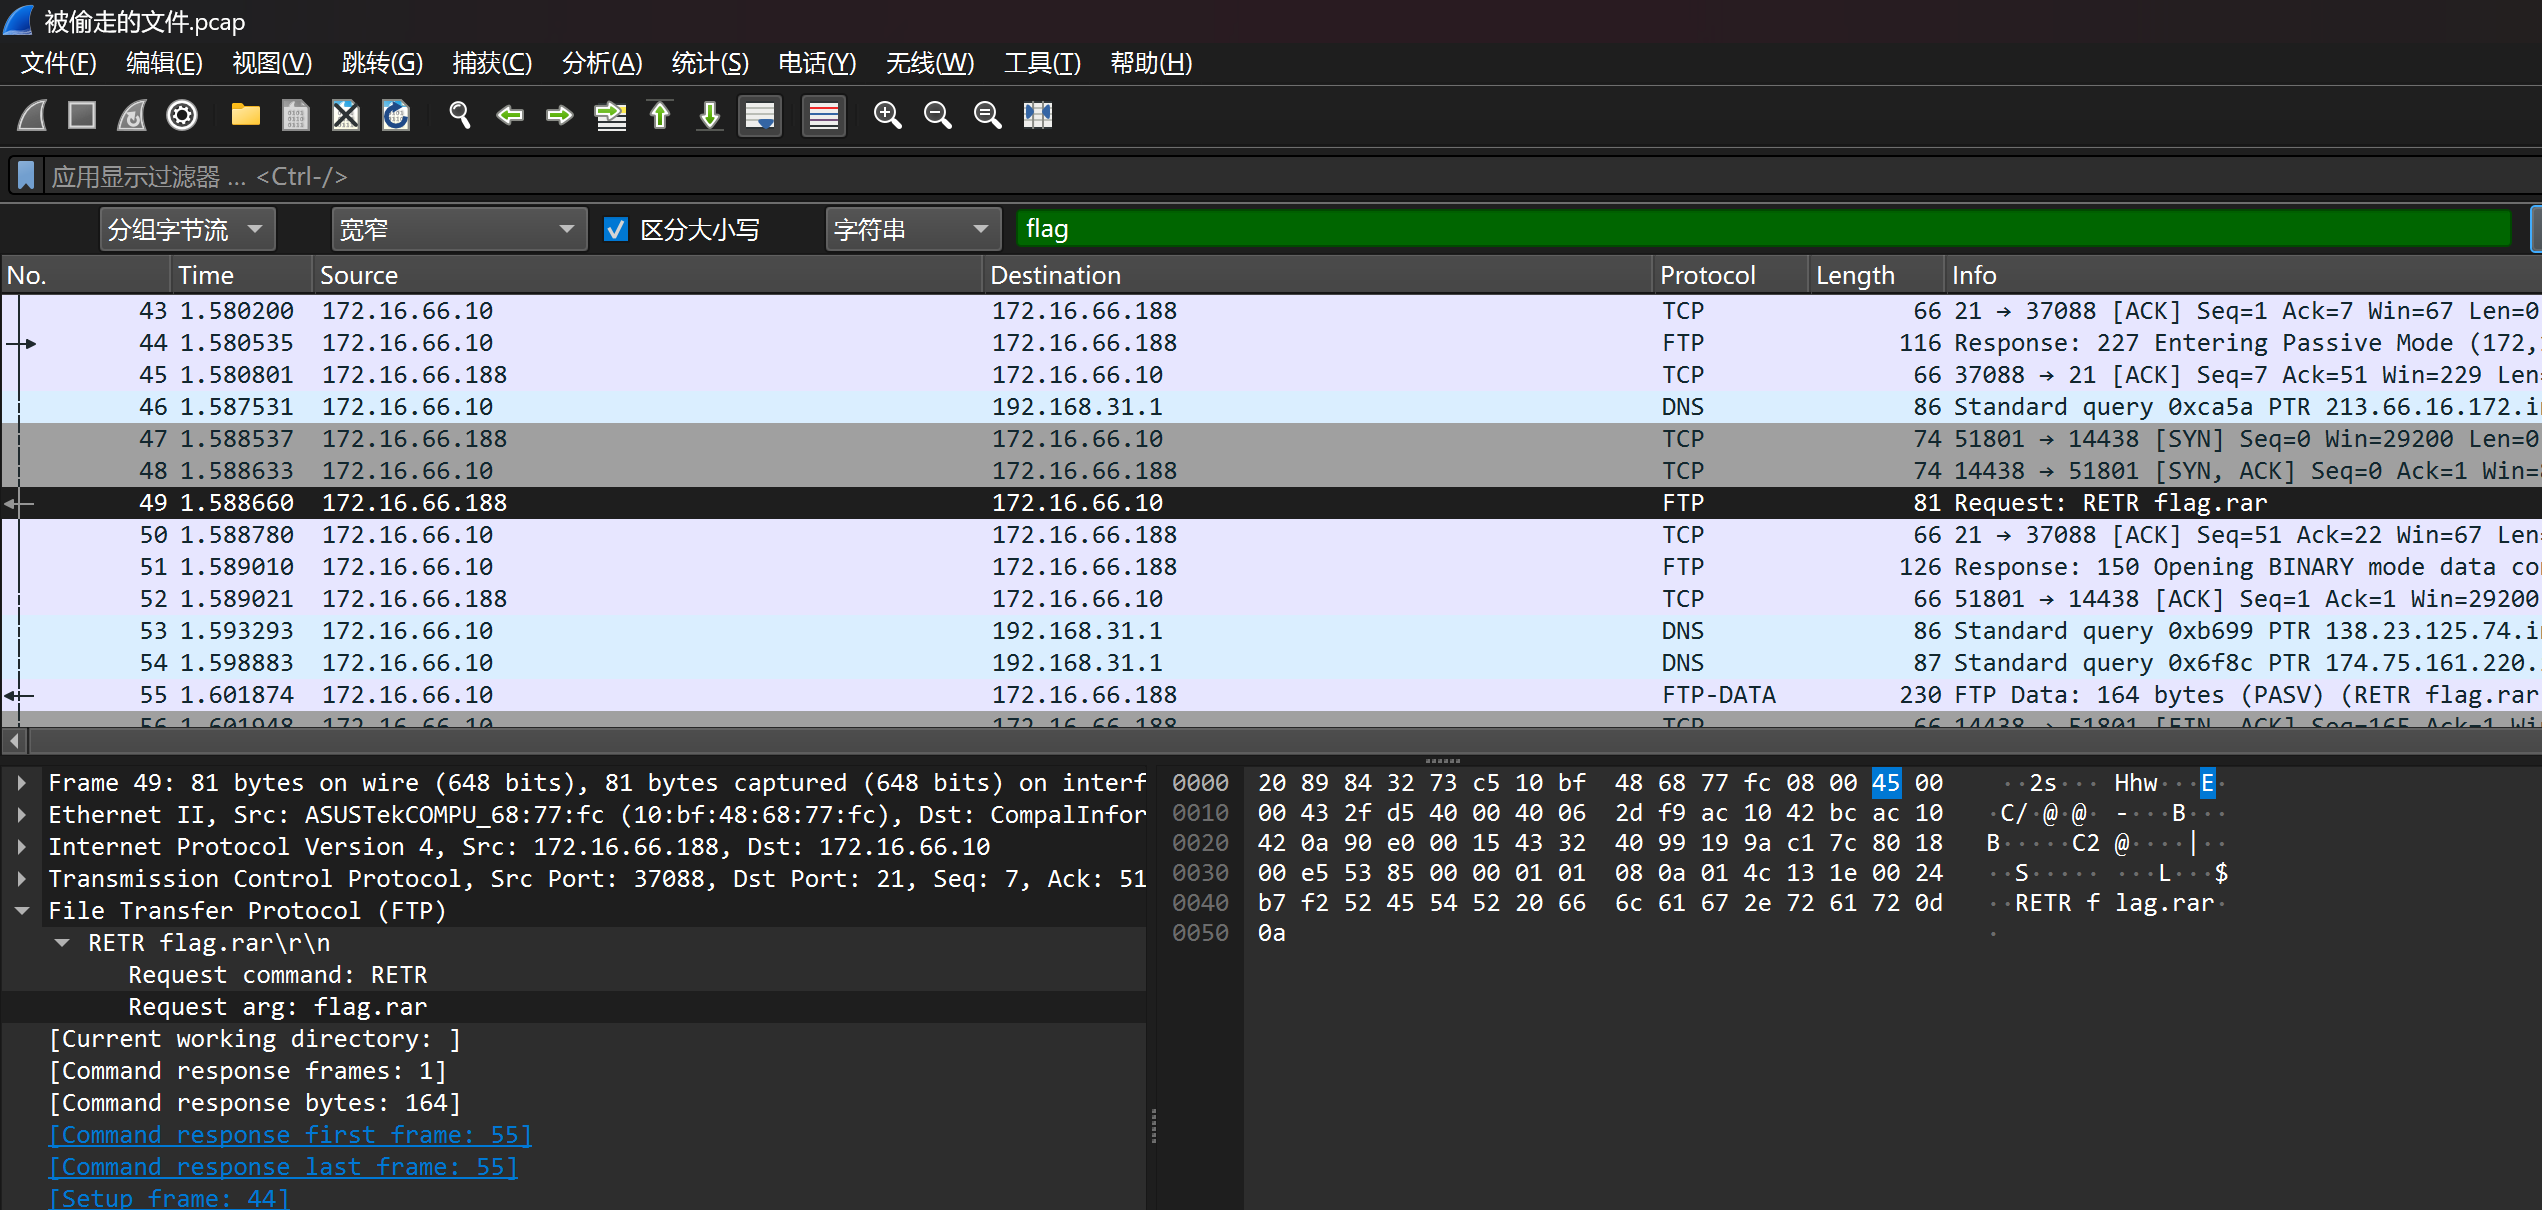 被偷走的文件.pcap
文件(F) 编辑(E) 视图(V) 跳转(G) 捕获(C) 分析(A) 统计(S) 电话(Y) 无线(W) 工具(T) 帮助(H)
应用显示过滤器 … <Ctrl-/>
分组字节流 宽窄 区分大小写 字符串 flag
No. Time Source Destination Protocol Length Info
43 1.580200 172.16.66.10 172.16.66.188 TCP 66 21 → 37088 [ACK] Seq=1 Ack=7 Win=67 Len=0
44 1.580535 172.16.66.10 172.16.66.188 FTP 116 Response: 227 Entering Passive Mode (172,
45 1.580801 172.16.66.188 172.16.66.10 TCP 66 37088 → 21 [ACK] Seq=7 Ack=51 Win=229 Len=
46 1.587531 172.16.66.10 192.168.31.1 DNS 86 Standard query 0xca5a PTR 213.66.16.172.i
47 1.588537 172.16.66.188 172.16.66.10 TCP 74 51801 → 14438 [SYN] Seq=0 Win=29200 Len=0
48 1.588633 172.16.66.10 172.16.66.188 TCP 74 14438 → 51801 [SYN, ACK] Seq=0 Ack=1 Win=
49 1.588660 172.16.66.188 172.16.66.10 FTP 81 Request: RETR flag.rar
50 1.588780 172.16.66.10 172.16.66.188 TCP 66 21 → 37088 [ACK] Seq=51 Ack=22 Win=67 Len=
51 1.589010 172.16.66.10 172.16.66.188 FTP 126 Response: 150 Opening BINARY mode data co
52 1.589021 172.16.66.188 172.16.66.10 TCP 66 51801 → 14438 [ACK] Seq=1 Ack=1 Win=29200
53 1.593293 172.16.66.10 192.168.31.1 DNS 86 Standard query 0xb699 PTR 138.23.125.74.i
54 1.598883 172.16.66.10 192.168.31.1 DNS 87 Standard query 0x6f8c PTR 174.75.161.220.
55 1.601874 172.16.66.10 172.16.66.188 FTP-DATA 230 FTP Data: 164 bytes (PASV) (RETR flag.rar
56 1.601948 172.16.66.10 172.16.66.188 TCP 66 14438 → 51801 [FIN, ACK] Seq=165 Ack=1 Wi
Frame 49: 81 bytes on wire (648 bits), 81 bytes captured (648 bits) on interf
Ethernet II, Src: ASUSTekCOMPU_68:77:fc (10:bf:48:68:77:fc), Dst: CompalInfor
Internet Protocol Version 4, Src: 172.16.66.188, Dst: 172.16.66.10
Transmission Control Protocol, Src Port: 37088, Dst Port: 21, Seq: 7, Ack: 51
File Transfer Protocol (FTP)
RETR flag.rar\r\n
Request command: RETR
Request arg: flag.rar
[Current working directory: ]
[Command response frames: 1]
[Command response bytes: 164]
[Command response first frame: 55]
[Command response last frame: 55]
[Setup frame: 44]
0000 20 89 84 32 73 c5 10 bf 48 68 77 fc 08 00 45 00 ··2s··· Hhw···E·
0010 00 43 2f d5 40 00 40 06 2d f9 ac 10 42 bc ac 10 ·C/·@·@· -···B···
0020 42 0a 90 e0 00 15 43 32 40 99 19 9a c1 7c 80 18 B·····C2 @····|··
0030 00 e5 53 85 00 00 01 01 08 0a 01 4c 13 1e 00 24 ··S····· ···L···$
0040 b7 f2 52 45 54 52 20 66 6c 61 67 2e 72 61 72 0d ··RETR f lag.rar·
0050 0a ·